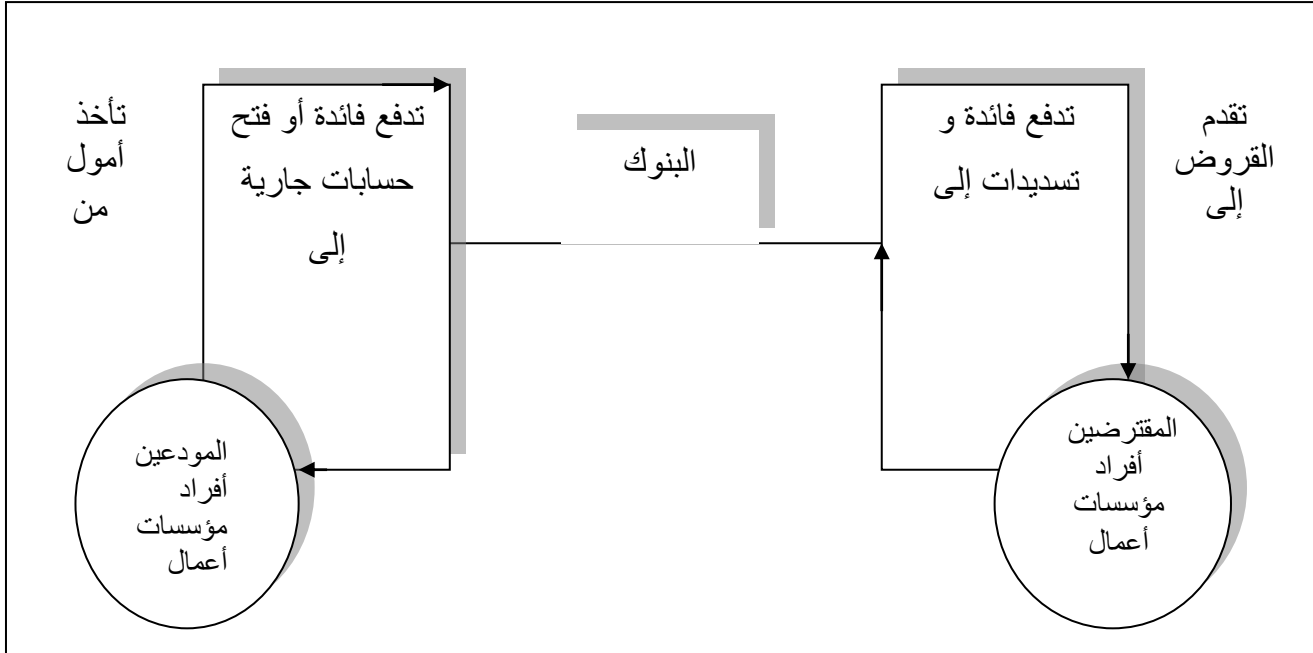 تقدم
القروض
إلى
تدفع فائدة و
تسديدات إلى
البنوك
تدفع فائدة أو فتح
حسابات جارية
إلى
تأخذ
أمول
من
المقترضين
أفراد
مؤسسات
أعمال
المودعين
أفراد
مؤسسات
أعمال